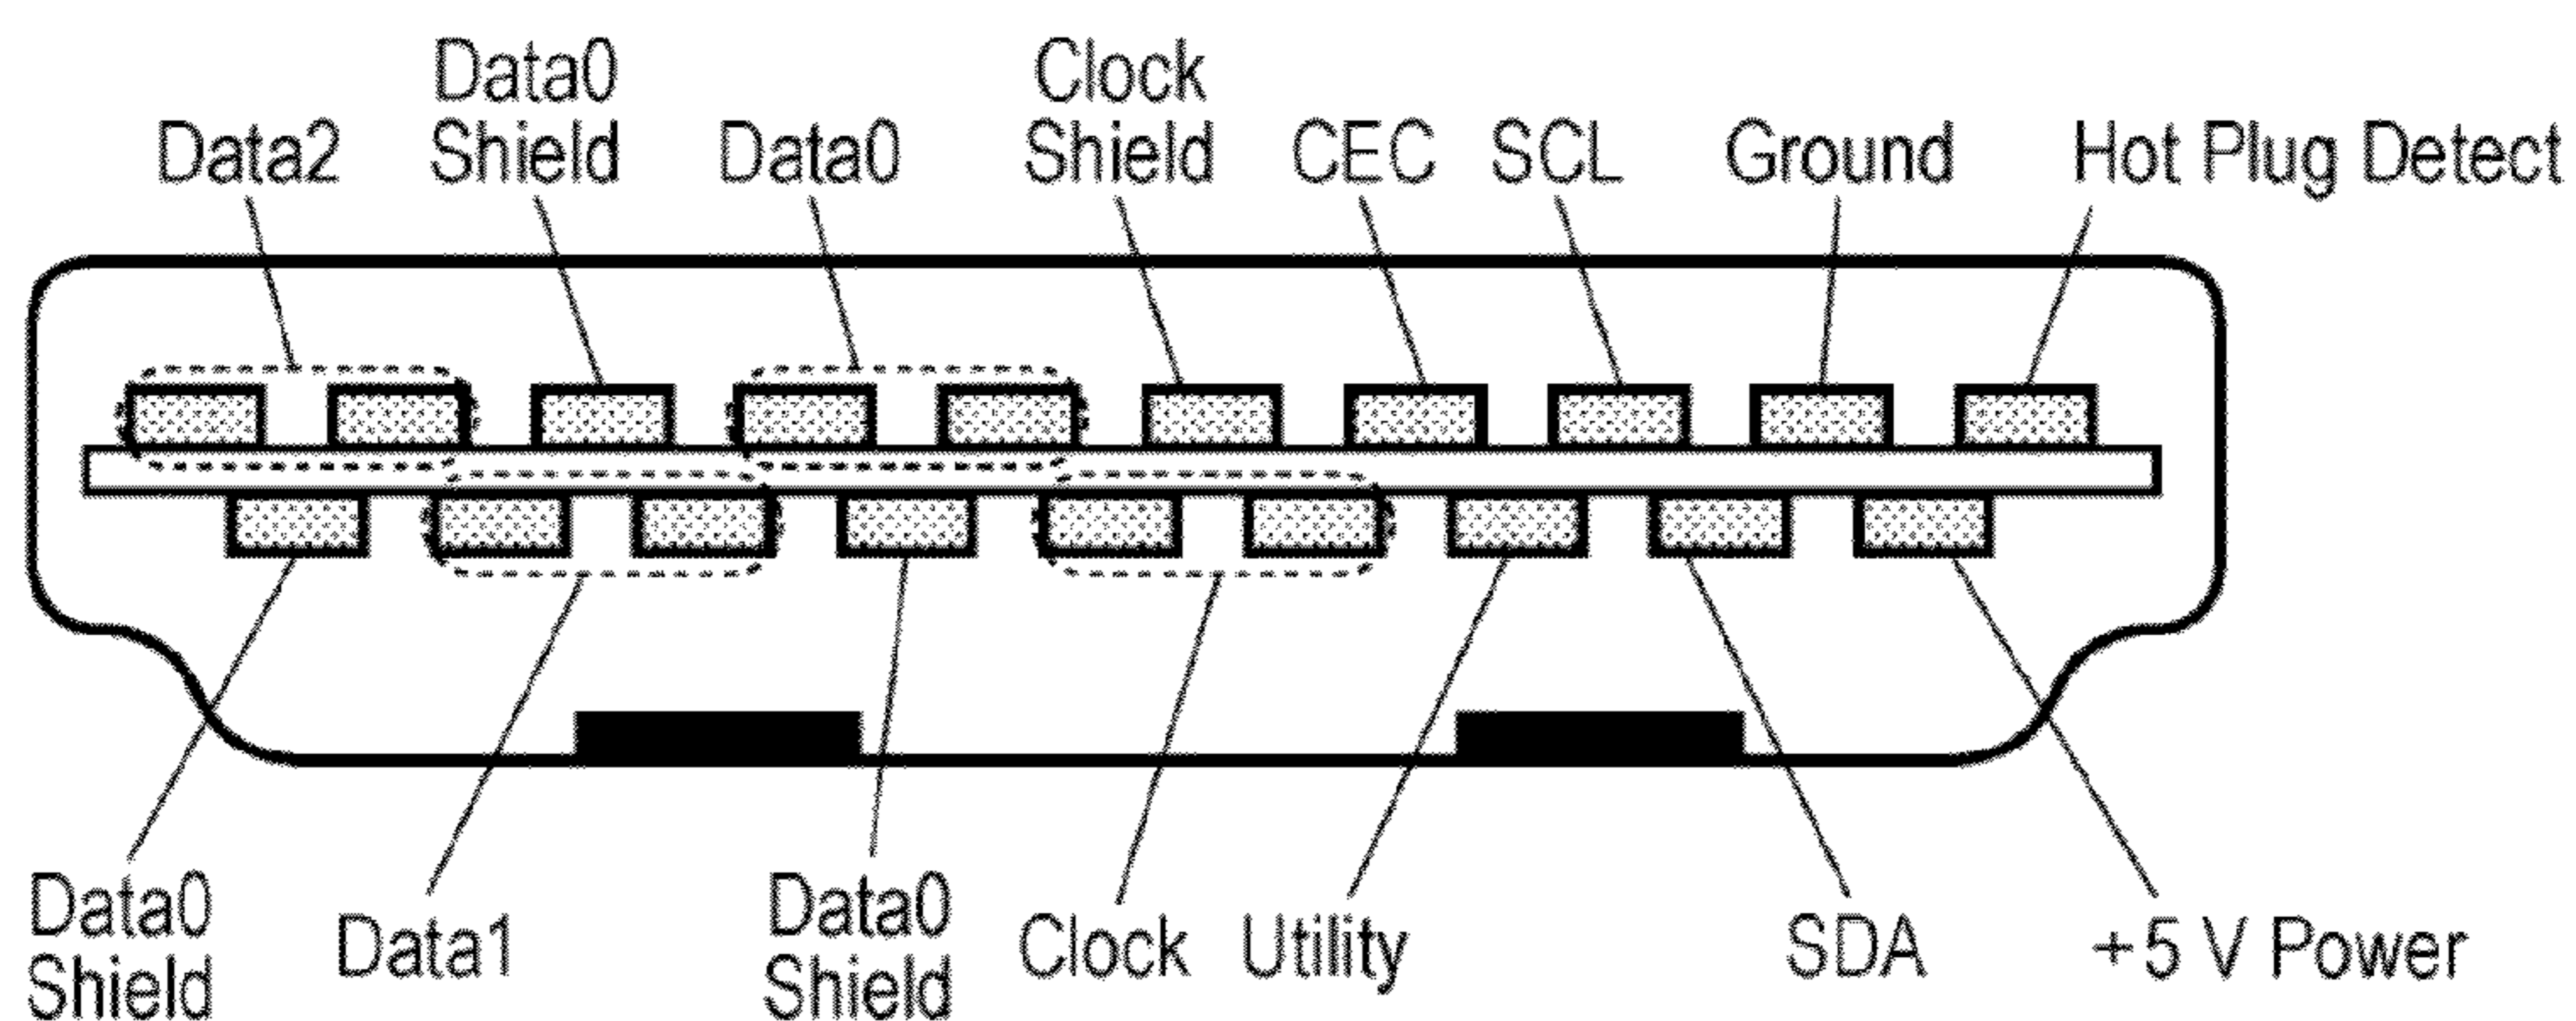 Data2
Data0
Shield
Data0
Clock
Shield
CEC
SCL
Ground
Hot Plug Detect
Data0
Shield
Data1
Data0
Shield
Clock
Utility
SDA
+5 V Power